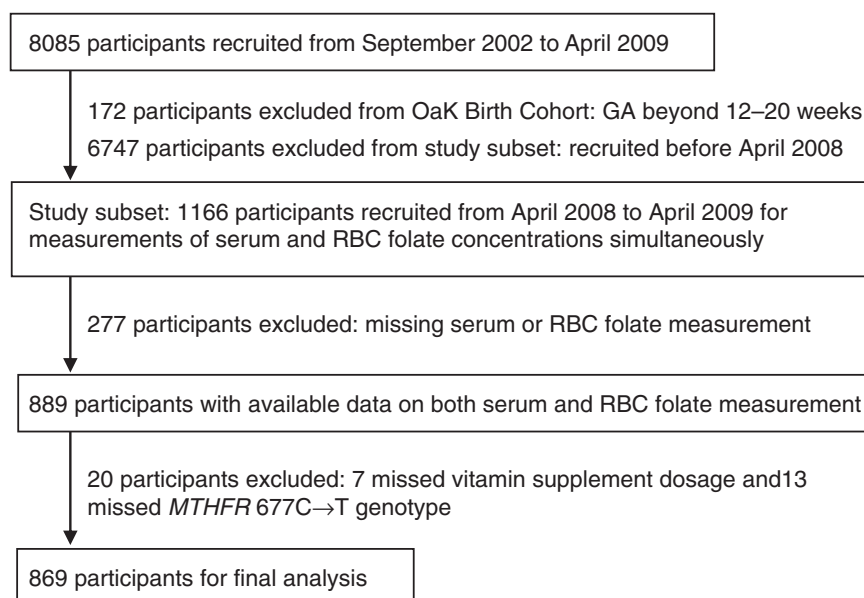 8085 participants recruited from September 2002 to April 2009
172 participants excluded from OaK Birth Cohort: GA beyond 12–20 weeks
6747 participants excluded from study subset: recruited before April 2008
Study subset: 1166 participants recruited from April 2008 to April 2009 for
measurements of serum and RBC folate concentrations simultaneously
277 participants excluded: missing serum or RBC folate measurement
889 participants with available data on both serum and RBC folate measurement
20 participants excluded: 7 missed vitamin supplement dosage and13
missed MTHFR 677C→T genotype
869 participants for final analysis